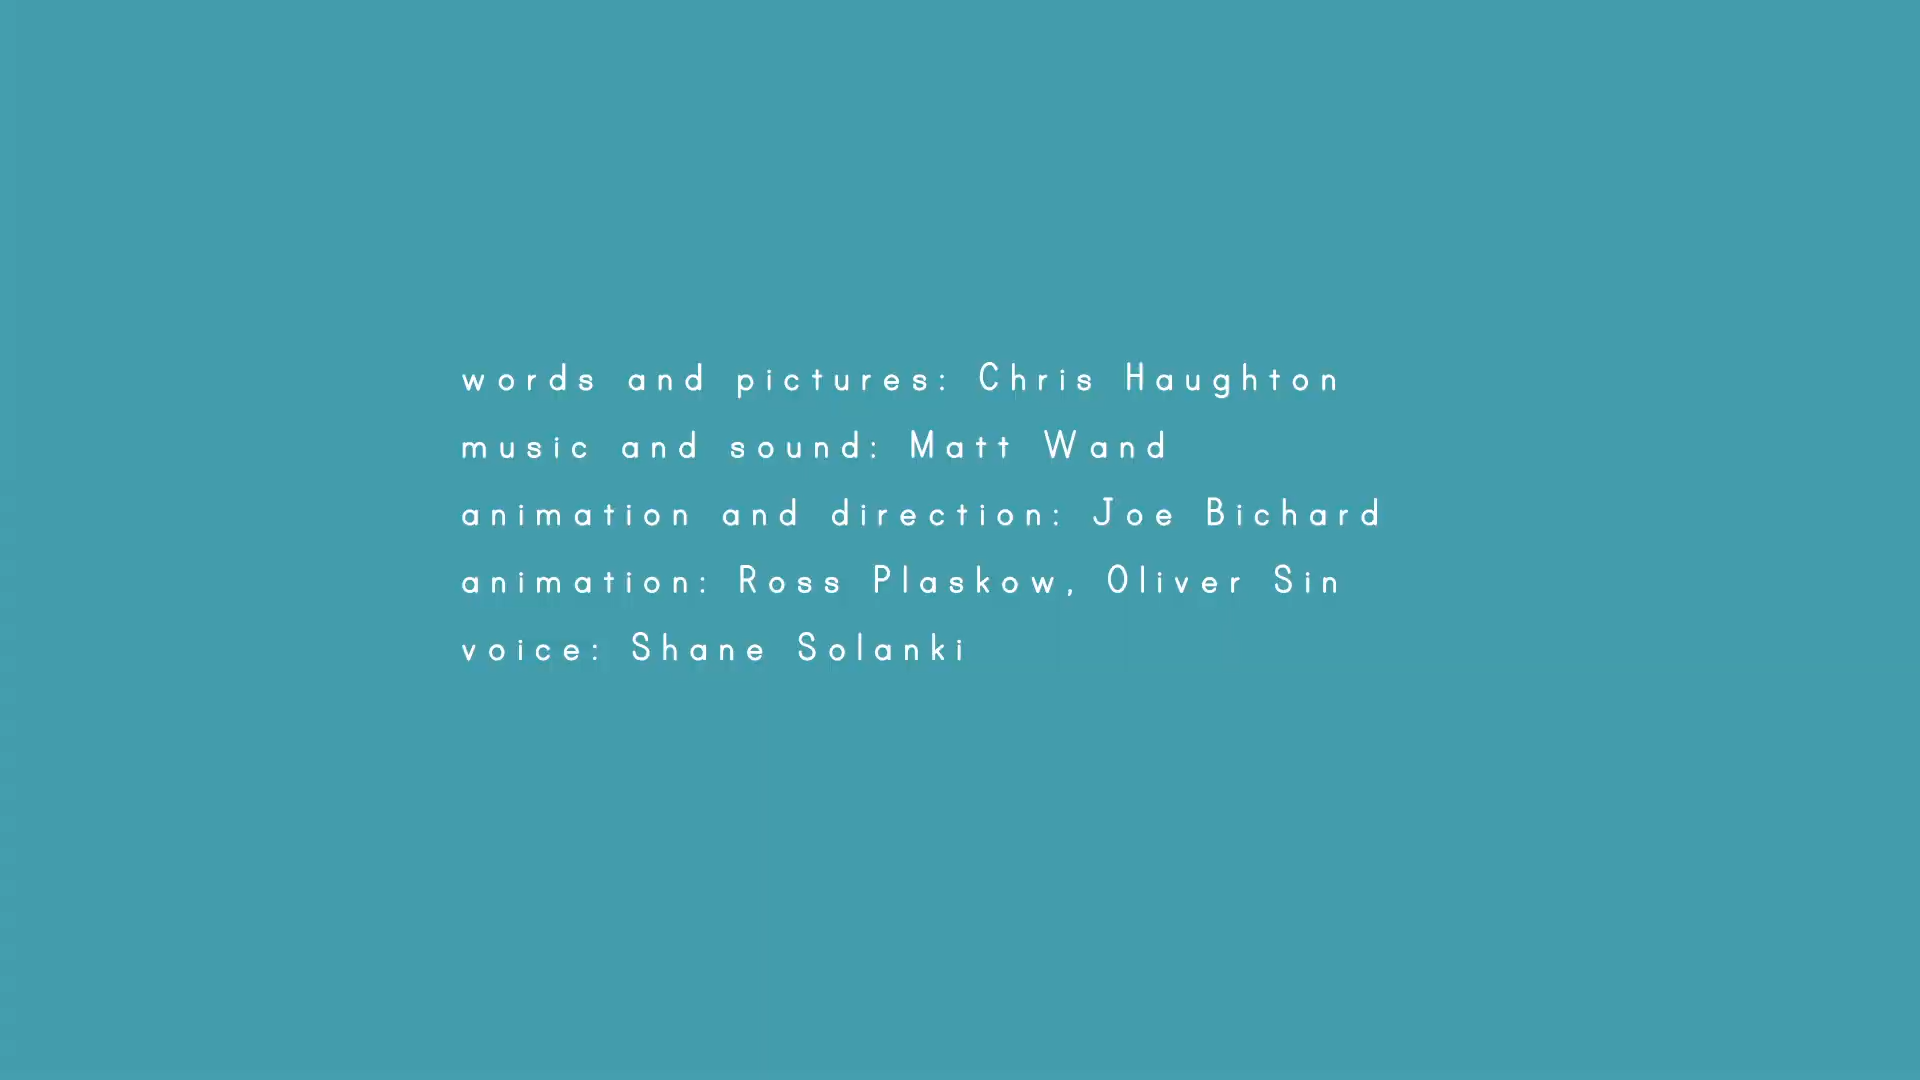 words and pictures: Chris Haughton
music and sound: Matt Wand
animation and direction: Joe Bichard
animation: Ross Plaskow, Oliver Sin
voice: Shane Solanki